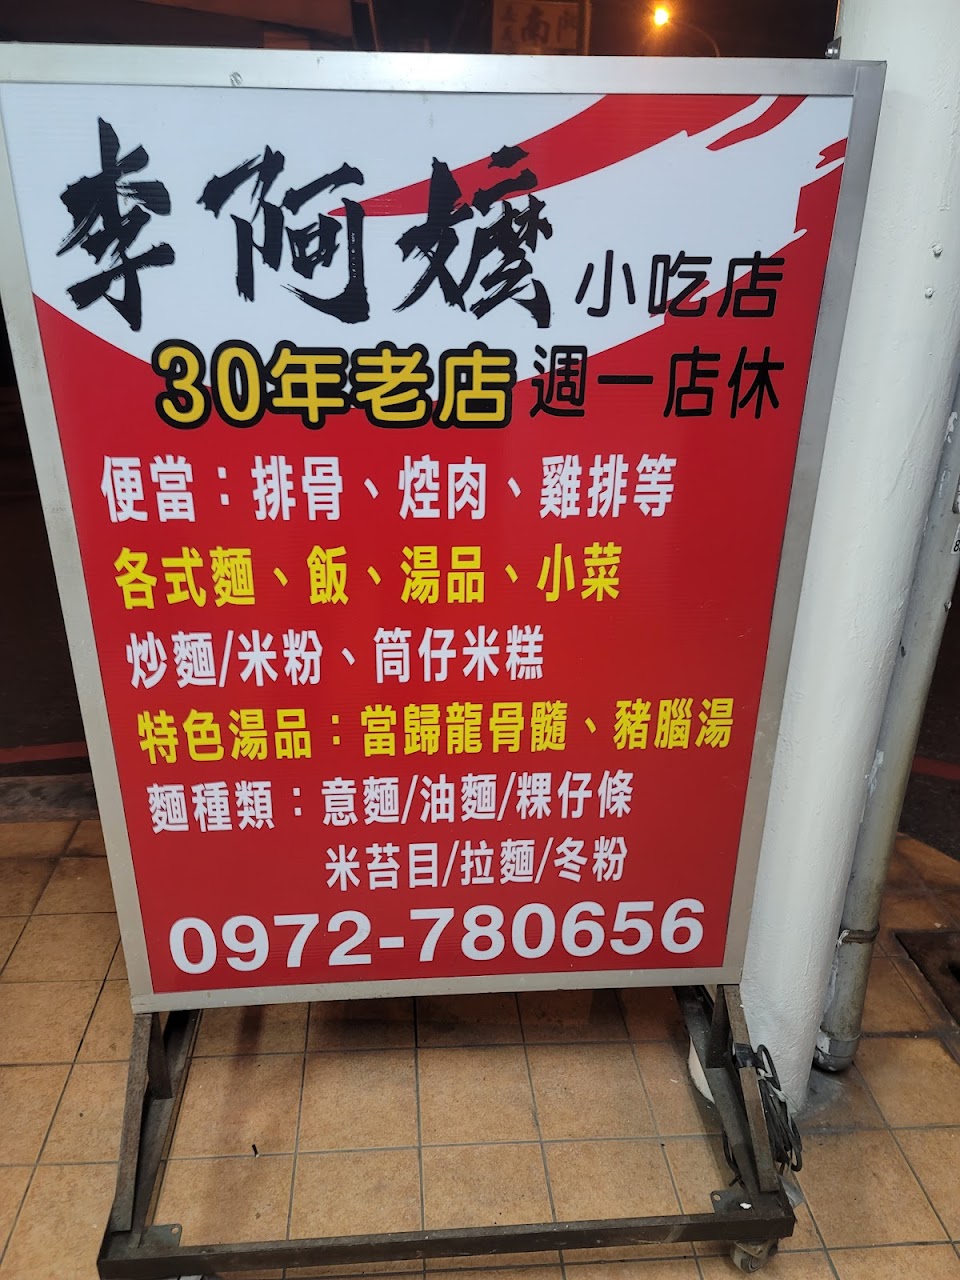 李阿嬤小吃店
30年老店 週一店休
便當：排骨、焢肉、雞排等
各式麵、飯、湯品、小菜
炒麵/米粉、筒仔米糕
特色湯品：當歸龍骨髓、豬腦湯
麵種類：意麵/油麵/粿仔條
米苔目/拉麵/冬粉
0972-780656